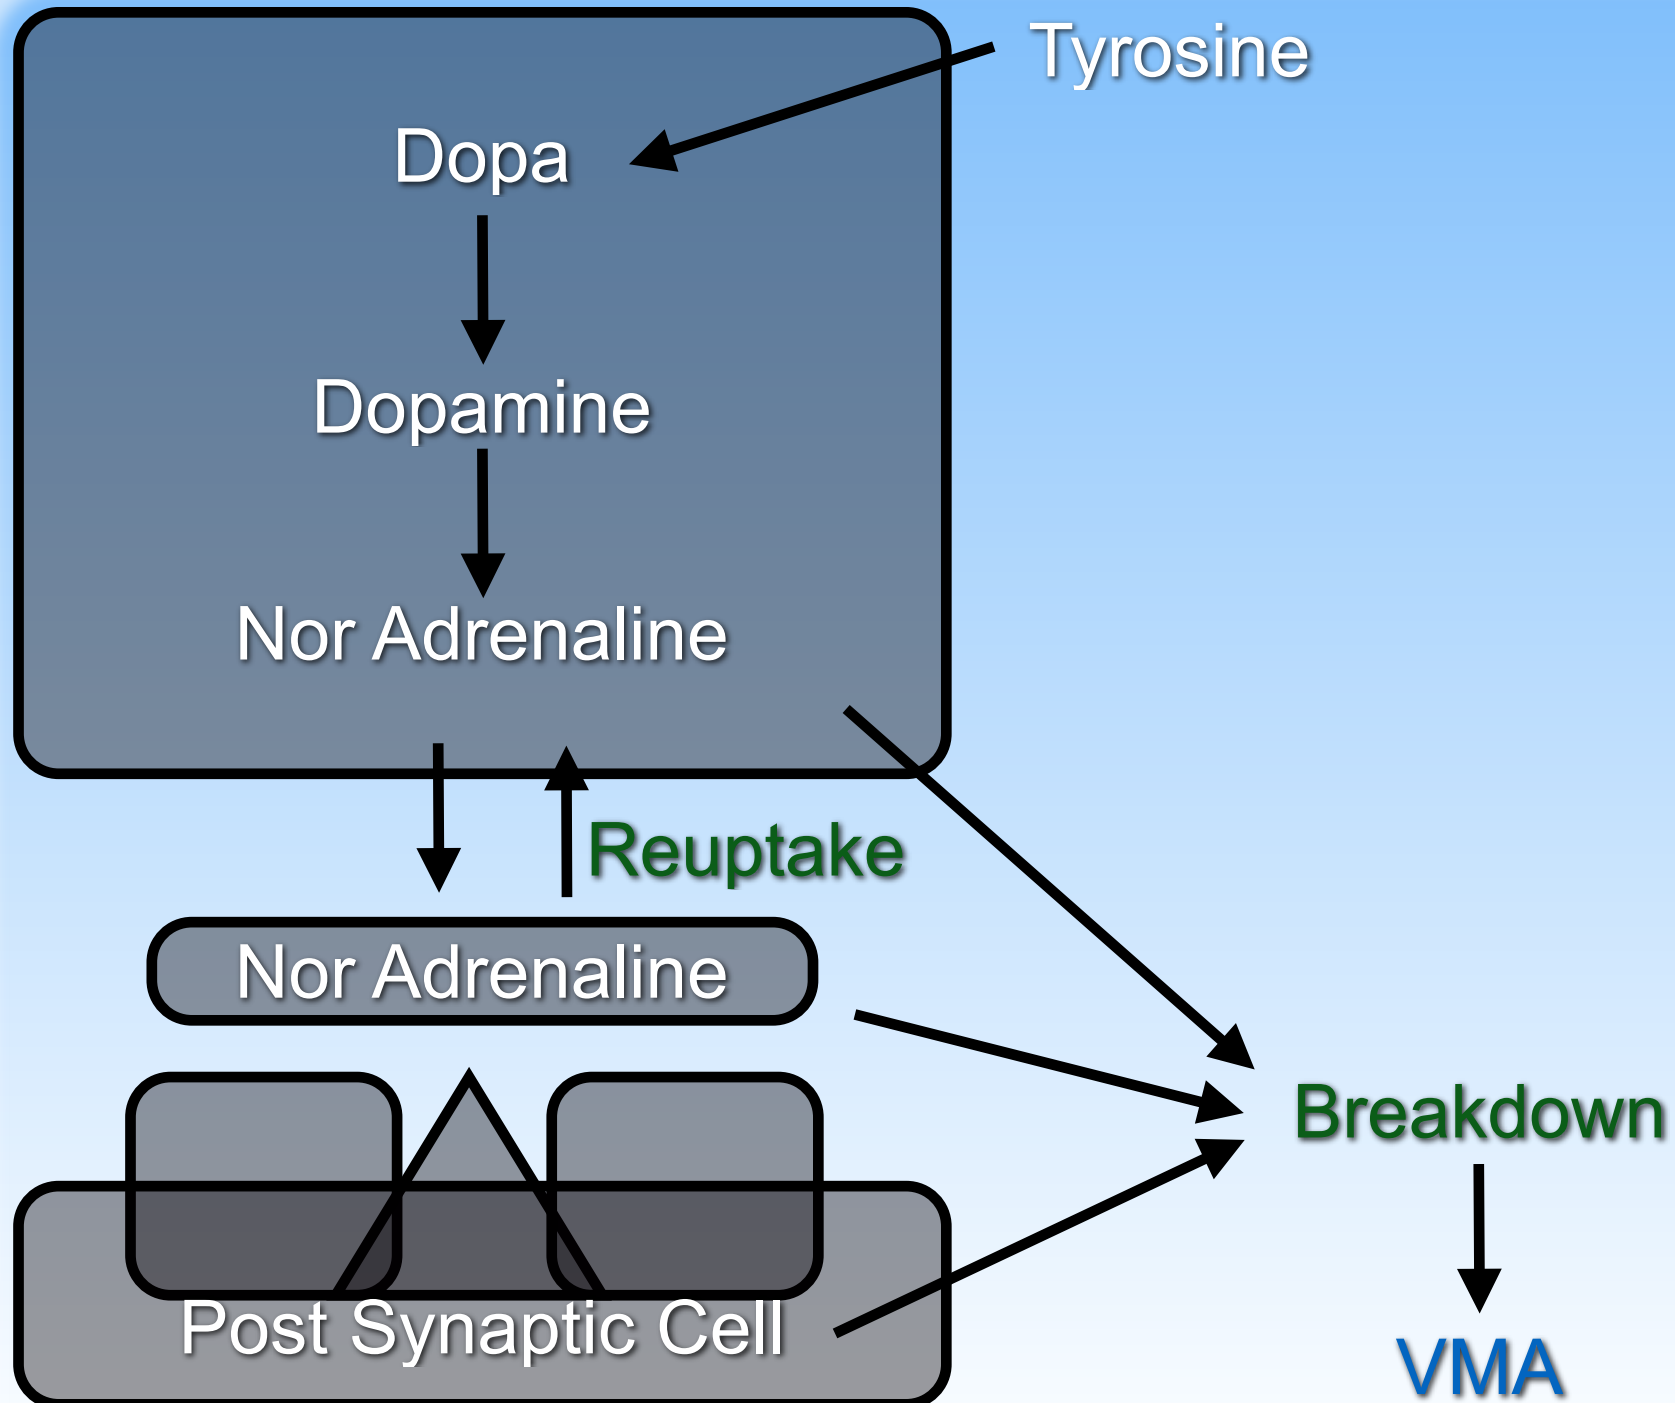 Tyrosine
Dopa
Dopamine
Nor Adrenaline
Reuptake
Nor Adrenaline
Breakdown
Post Synaptic Cell
VMA